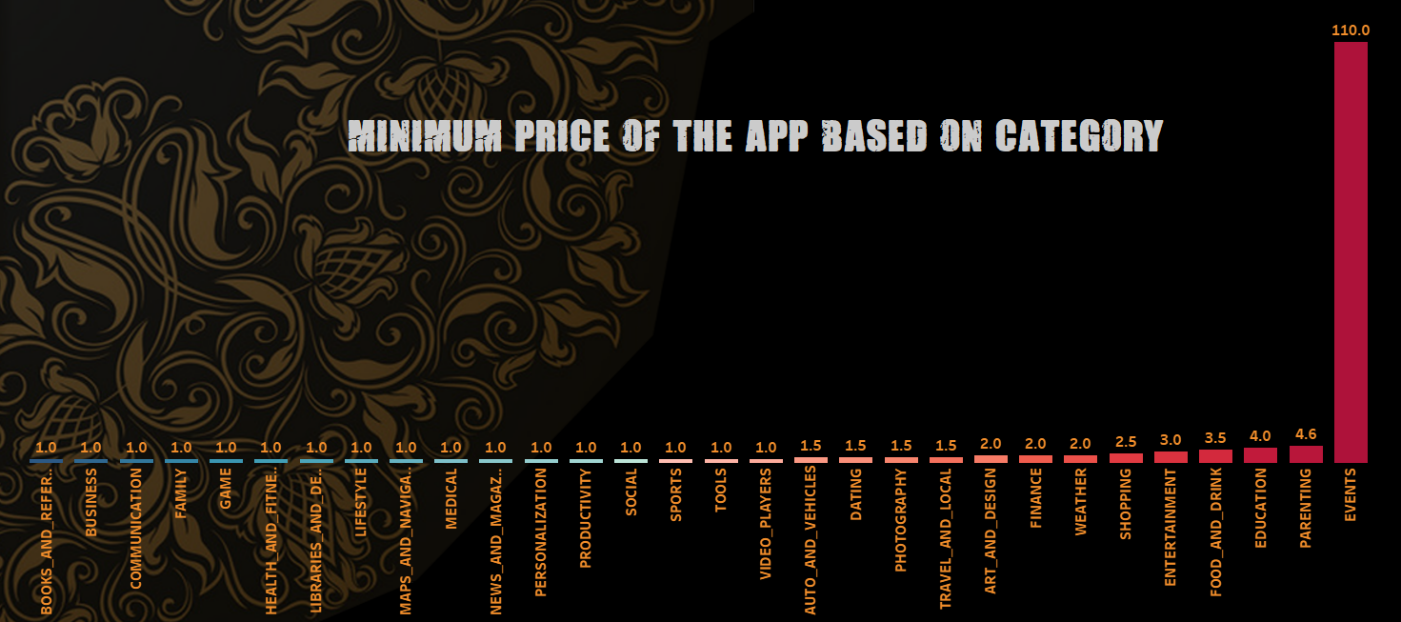 110.0
MINIMUM PRICE OF THE APP BASED ON CATEGORY
1.0 1.0 1.0 1.0 1.0 1.0 1.0 1.0 1.0 1.0 1.0 1.0 1.0 1.0 1.0 1.0 1.0 1.5 1.5 1.5 1.5 2.0 2.0 2.0 2.5 3.0 3.5 4.0 4.6
BOOKS_AND_REFER..
BUSINESS
COMMUNICATION
FAMILY
GAME
HEALTH_AND_FITNE..
LIBRARIES_AND_DE..
LIFESTYLE
MAPS_AND_NAVIGA..
MEDICAL
NEWS_AND_MAGAZ..
PERSONALIZATION
PRODUCTIVITY
SOCIAL
SPORTS
TOOLS
VIDEO_PLAYERS
AUTO_AND_VEHICLES
DATING
PHOTOGRAPHY
TRAVEL_AND_LOCAL
ART_AND_DESIGN
FINANCE
WEATHER
SHOPPING
ENTERTAINMENT
FOOD_AND_DRINK
EDUCATION
PARENTING
EVENTS